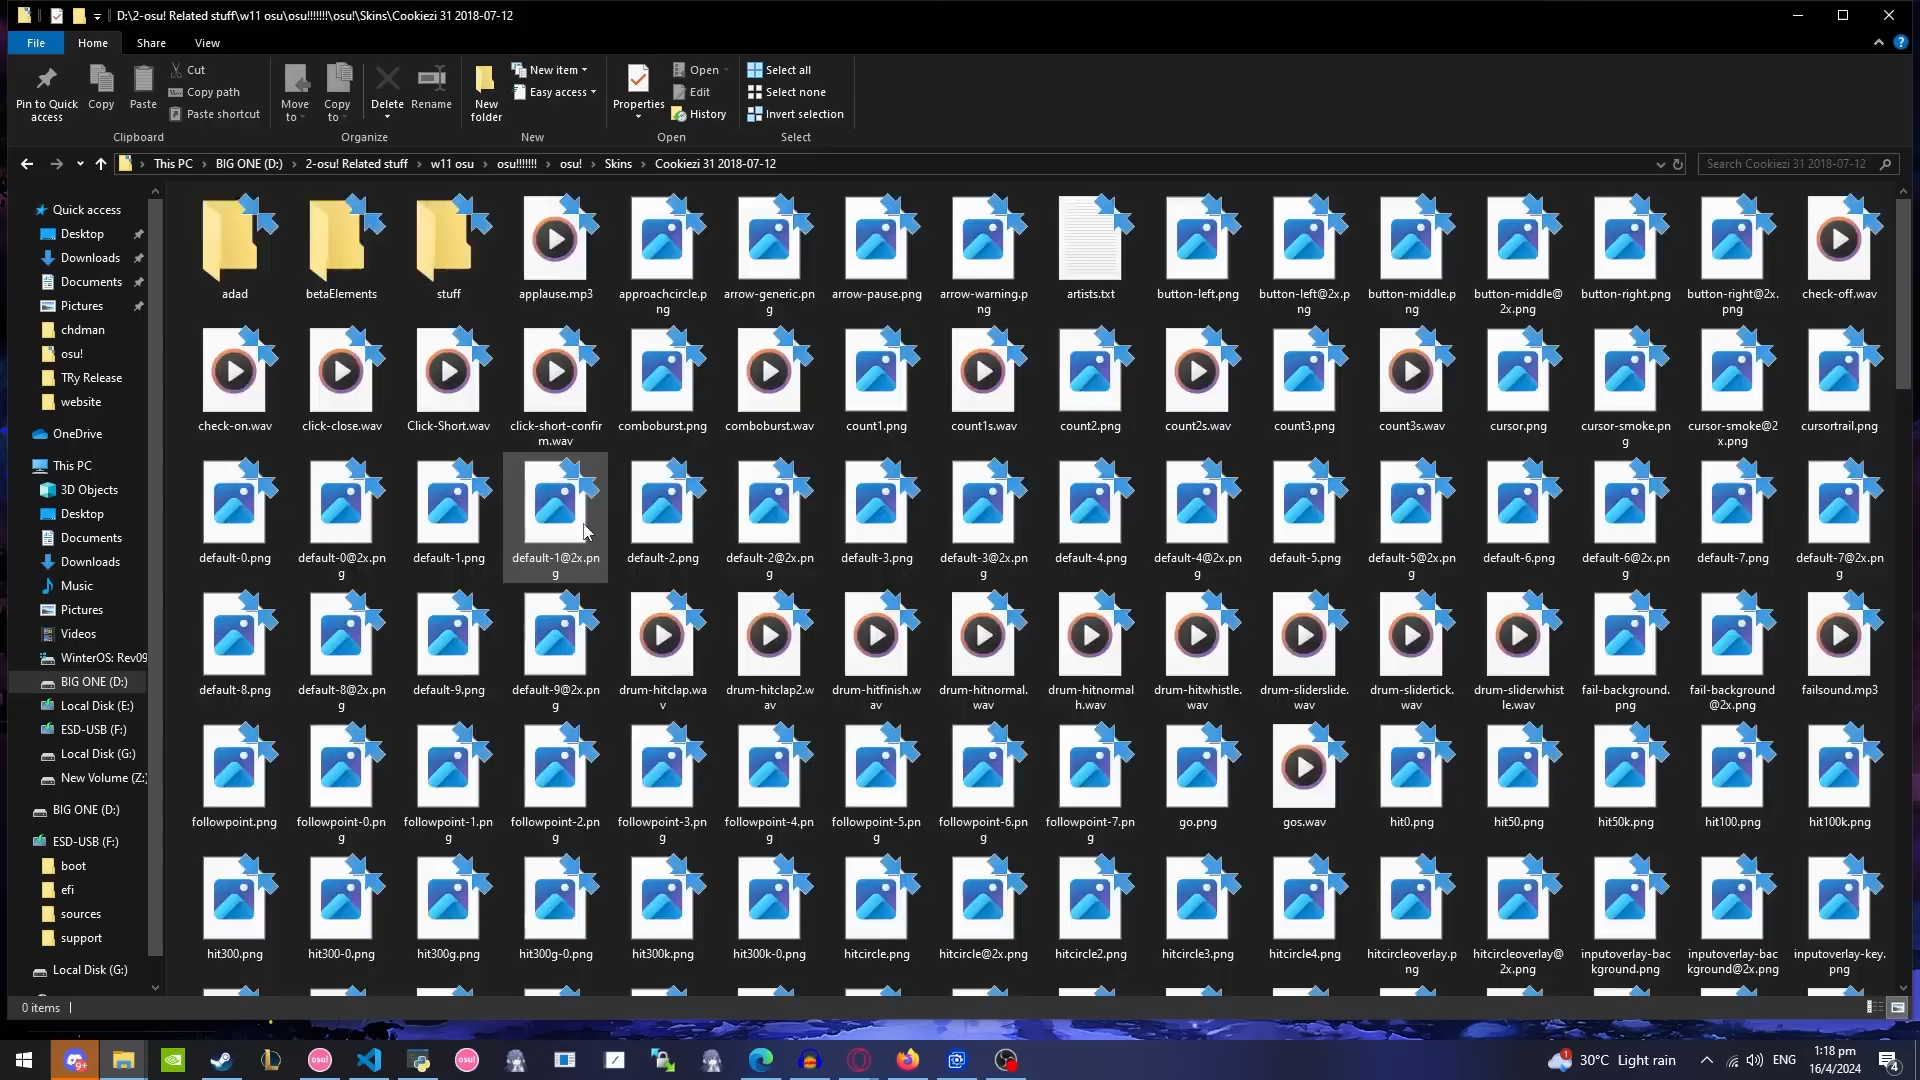 D:\2-osu! Related stuff\w11 osu\osu!!!!!!!\osu!\Skins\Cookiezi 31 2018-07-12
File Home Share View
Pin to Quick access
Copy
Paste
Cut
Copy path
Paste shortcut
Clipboard
Move to
Copy to
Delete
Rename
Organize
New folder
New item
Easy access
New
Properties
Open
Edit
History
Open
Select all
Select none
Invert selection
Select
This PC > BIG ONE (D:) > 2-osu! Related stuff > w11 osu > osu!!!!!!! > osu! > Skins > Cookiezi 31 2018-07-12
Search Cookiezi 31 2018-07-12
Quick access
Desktop
Downloads
Documents
Pictures
chdman
osu!
TRy Release
website
OneDrive
This PC
3D Objects
Desktop
Documents
Downloads
Music
Pictures
Videos
WinterOS: Rev09
BIG ONE (D:)
Local Disk (E:)
ESD-USB (F:)
Local Disk (G:)
New Volume (Z:)
BIG ONE (D:)
ESD-USB (F:)
boot
efi
sources
support
Local Disk (G:)
adad
betaElements
stuff
applause.mp3
approachcircle.png
arrow-generic.png
arrow-pause.png
arrow-warning.png
artists.txt
button-left.png
button-left@2x.png
button-middle.png
button-middle@2x.png
button-right.png
button-right@2x.png
check-off.wav
check-on.wav
click-close.wav
Click-Short.wav
click-short-confirm.wav
comboburst.png
comboburst.wav
count1.png
count1s.wav
count2.png
count2s.wav
count3.png
count3s.wav
cursor.png
cursor-smoke.png
cursor-smoke@2x.png
cursortrail.png
default-0.png
default-0@2x.png
default-1.png
default-1@2x.png
default-2.png
default-2@2x.png
default-3.png
default-3@2x.png
default-4.png
default-4@2x.png
default-5.png
default-5@2x.png
default-6.png
default-6@2x.png
default-7.png
default-7@2x.png
default-8.png
default-8@2x.png
default-9.png
default-9@2x.png
drum-hitclap.wav
drum-hitclap2.wav
drum-hitfinish.wav
drum-hitnormal.wav
drum-hitnormalh.wav
drum-hitwhistle.wav
drum-sliderslide.wav
drum-slidertick.wav
drum-sliderwhistle.wav
fail-background.png
fail-background@2x.png
failsound.mp3
followpoint.png
followpoint-0.png
followpoint-1.png
followpoint-2.png
followpoint-3.png
followpoint-4.png
followpoint-5.png
followpoint-6.png
followpoint-7.png
go.png
gos.wav
hit0.png
hit50.png
hit50k.png
hit100.png
hit100k.png
hit300.png
hit300-0.png
hit300g.png
hit300g-0.png
hit300k.png
hit300k-0.png
hitcircle.png
hitcircle@2x.png
hitcircle2.png
hitcircle3.png
hitcircle4.png
hitcircleoverlay.png
hitcircleoverlay@2x.png
inputoverlay-background.png
inputoverlay-background@2x.png
inputoverlay-key.png
0 items
9+
osu!
osu!
1
30°C Light rain
ENG
1:18 pm
16/4/2024
4